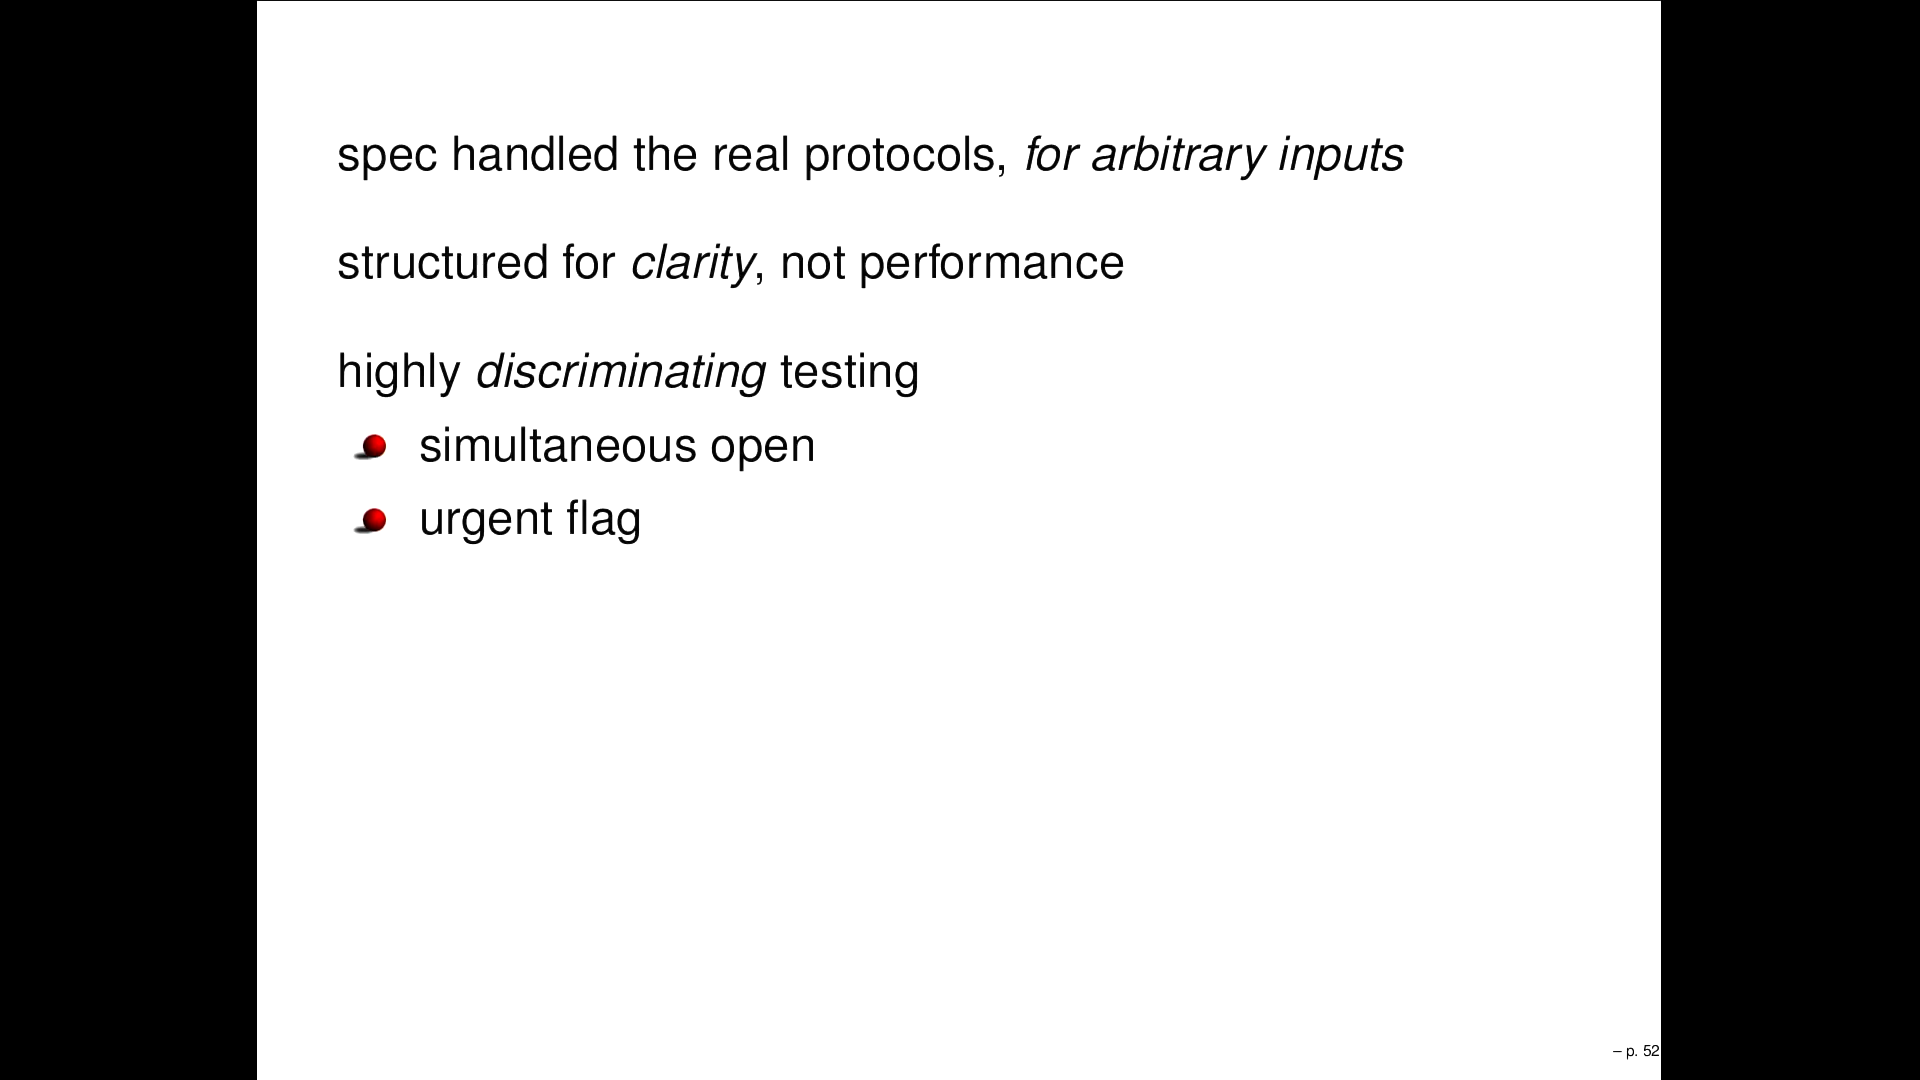 spec handled the real protocols, for arbitrary inputs
structured for clarity, not performance
highly discriminating testing
simultaneous open
urgent flag
– p. 52